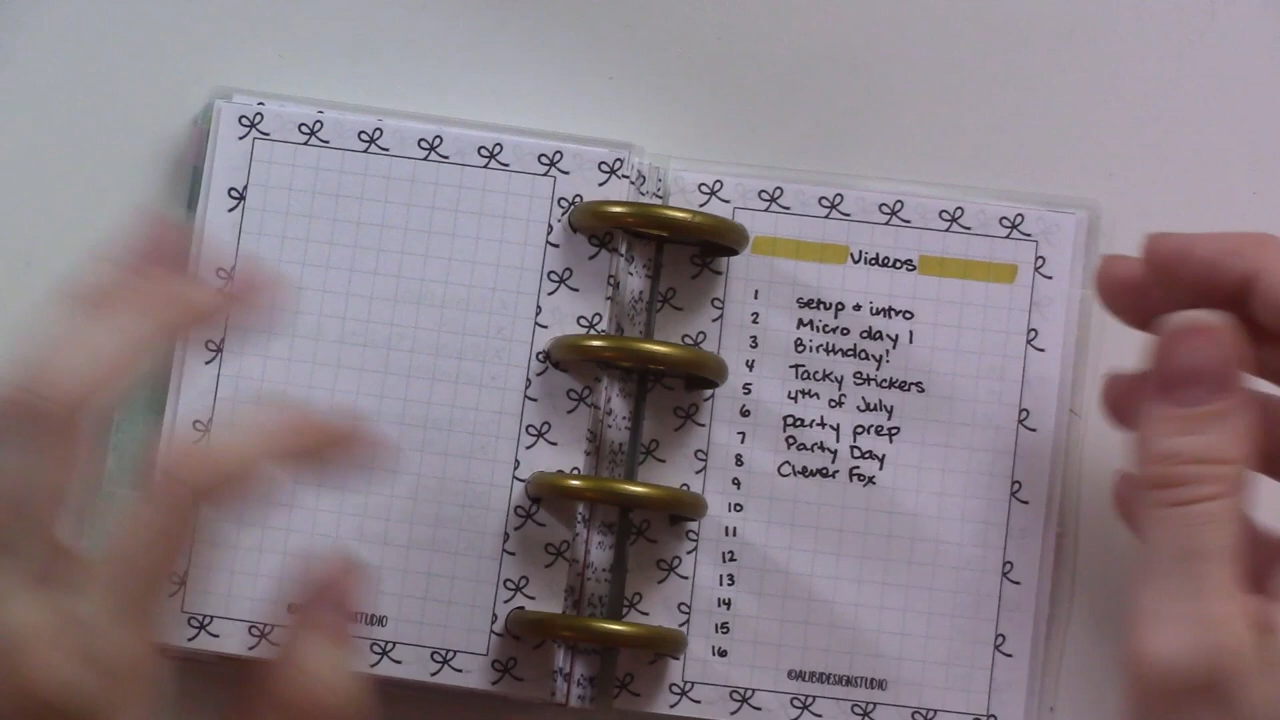 STUDIO
Videos
1 setup & intro
2 Micro day 1
3 Birthday!
4 Tacky Stickers
5 4th of July
6 party prep
7 Party Day
8 Clever Fox
9
10
11
12
13
14
15
16
©ALIBIDESIGNSTUDIO